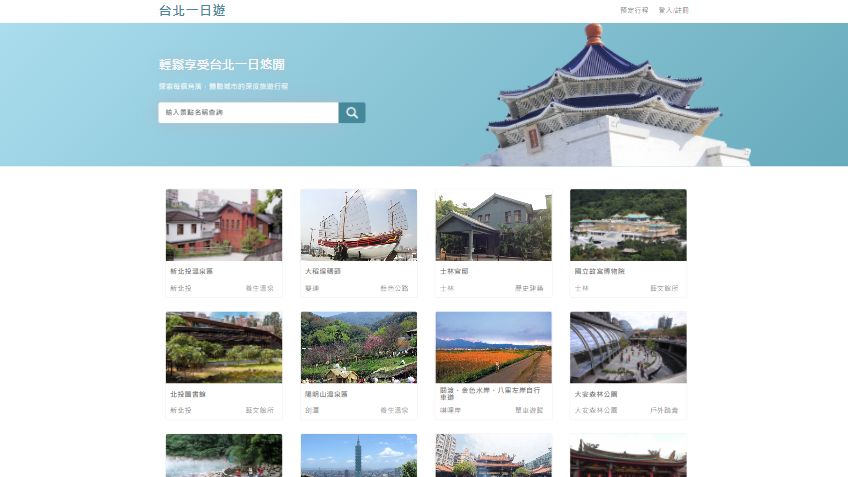 台北一日遊
預定行程 登入/註冊
輕鬆享受台北一日悠閒
探索每個角落，體驗城市的深度旅遊行程
輸入景點名稱查詢
新北投溫泉區
新北投 養生溫泉
大稻埕碼頭
雙連 藍色公路
士林官邸
士林 歷史建築
國立故宮博物院
士林 藝文館所
北投圖書館
新北投 藝文館所
陽明山溫泉區
劍潭 養生溫泉
關渡、金色水岸、八里左岸自行
車道
唭哩岸 單車遊蹤
大安森林公園
大安森林公園 戶外踏青